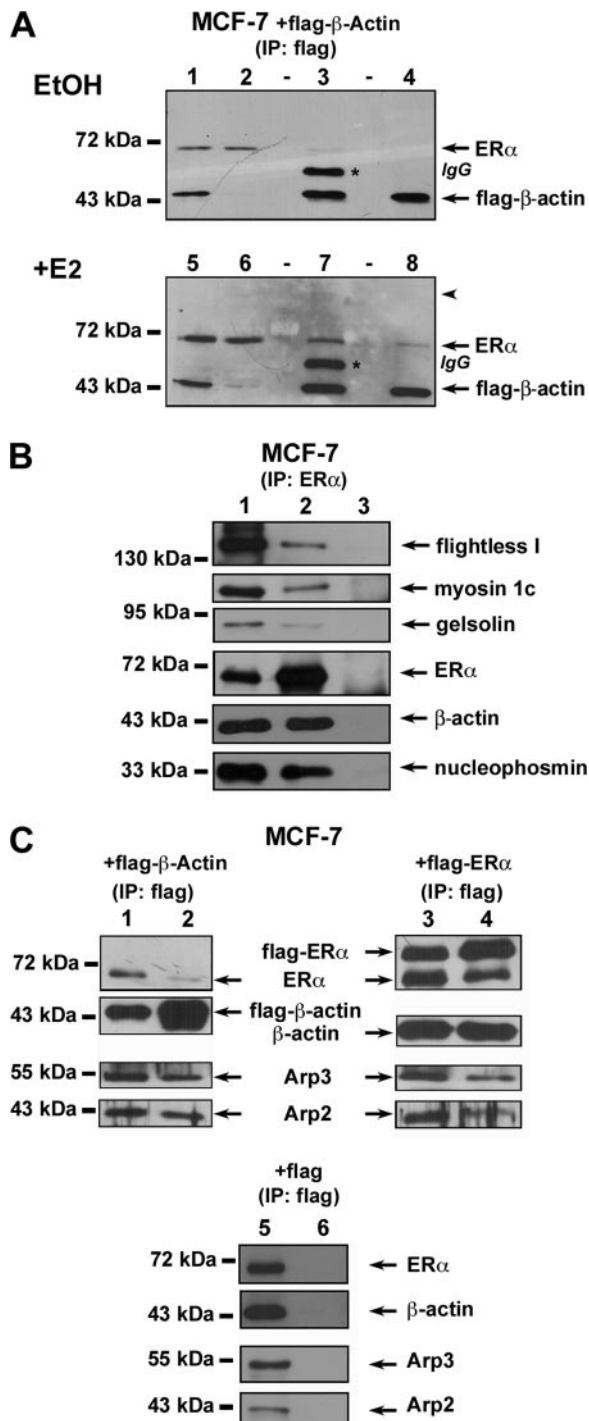 A
MCF-7 +flag-β-Actin
(IP: flag)
EtOH
1 2 - 3 - 4
72 kDa
ERα
IgG
*
43 kDa
flag-β-actin
+E2
5 6 - 7 - 8
72 kDa
ERα
IgG
*
43 kDa
flag-β-actin
B
MCF-7
(IP: ERα)
1 2 3
flightless I
130 kDa
myosin 1c
95 kDa
gelsolin
72 kDa
ERα
43 kDa
β-actin
33 kDa
nucleophosmin
C
MCF-7
+flag-β-Actin
(IP: flag)
1 2
+flag-ERα
(IP: flag)
3 4
72 kDa
flag-ERα
ERα
43 kDa
flag-β-actin
β-actin
55 kDa
Arp3
43 kDa
Arp2
+flag
(IP: flag)
5 6
72 kDa
ERα
43 kDa
β-actin
55 kDa
Arp3
43 kDa
Arp2